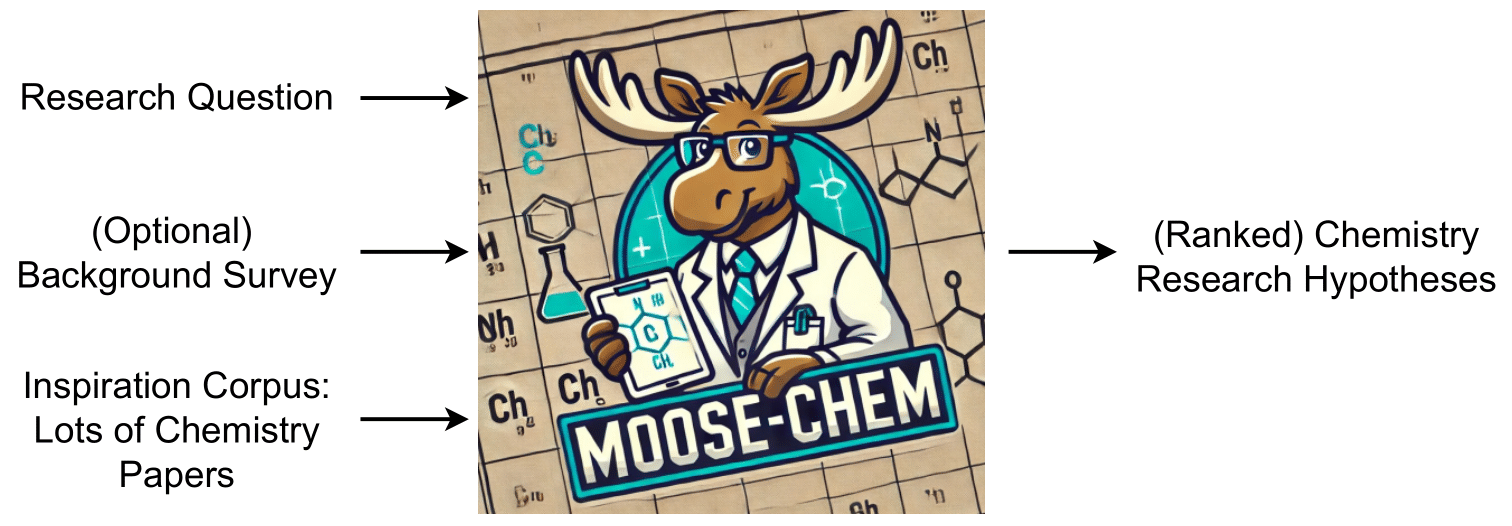 Research Question
(Optional)
Background Survey
Inspiration Corpus:
Lots of Chemistry
Papers
Ch
Ch
C
N
H
Nh
Ch
Ch
N
C
CH
MOOSE-CHEM
(Ranked) Chemistry
Research Hypotheses